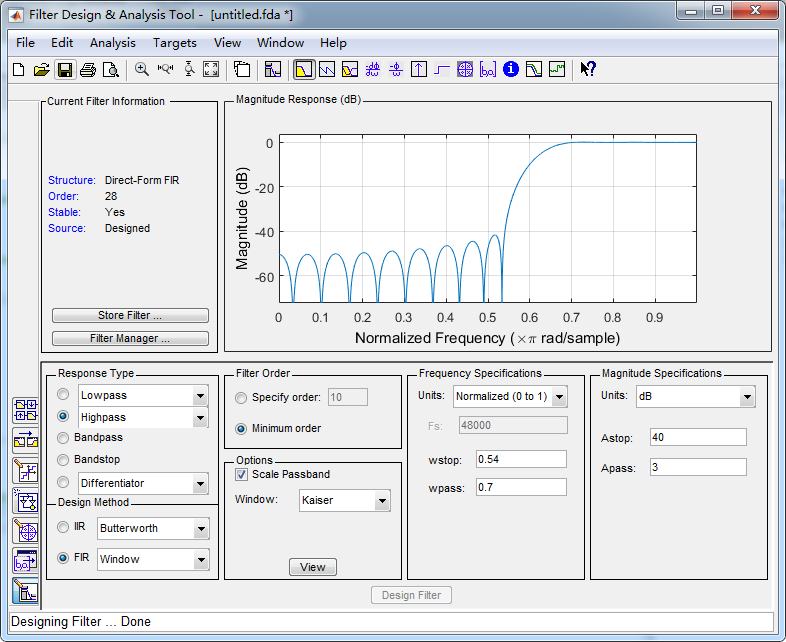 Filter Design & Analysis Tool - [untitled.fda *]
File Edit Analysis Targets View Window Help
Current Filter Information
Structure: Direct-Form FIR
Order: 28
Stable: Yes
Source: Designed
Store Filter ...
Filter Manager ...
Magnitude Response (dB)
Magnitude (dB)
0
-20
-40
-60
0 0.1 0.2 0.3 0.4 0.5 0.6 0.7 0.8 0.9
Normalized Frequency (×π rad/sample)
Response Type
Lowpass
Highpass
Bandpass
Bandstop
Differentiator
Design Method
IIR Butterworth
FIR Window
Filter Order
Specify order: 10
Minimum order
Options
Scale Passband
Window: Kaiser
View
Frequency Specifications
Units: Normalized (0 to 1)
Fs: 48000
wstop: 0.54
wpass: 0.7
Magnitude Specifications
Units: dB
Astop: 40
Apass: 3
Design Filter
Designing Filter ... Done